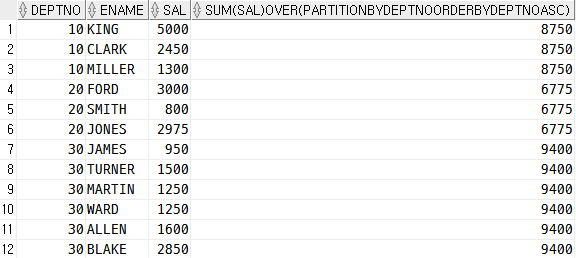 DEPTNO ENAME SAL SUM(SAL)OVER(PARTITIONBYDEPTNOORDERBYDEPTNOASC)
1 10 KING 5000 8750
2 10 CLARK 2450 8750
3 10 MILLER 1300 8750
4 20 FORD 3000 6775
5 20 SMITH 800 6775
6 20 JONES 2975 6775
7 30 JAMES 950 9400
8 30 TURNER 1500 9400
9 30 MARTIN 1250 9400
10 30 WARD 1250 9400
11 30 ALLEN 1600 9400
12 30 BLAKE 2850 9400